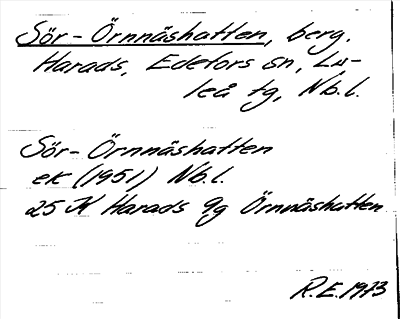 Sör-Örnnäshatten, berg,
Harads, Edefors sn, Lu-
leå tg, Nb.l.
Sör-Örnnäshatten
ek (1951) Nb.l.
25 K Harads 9g Örnnäshatten
R.E. 1973